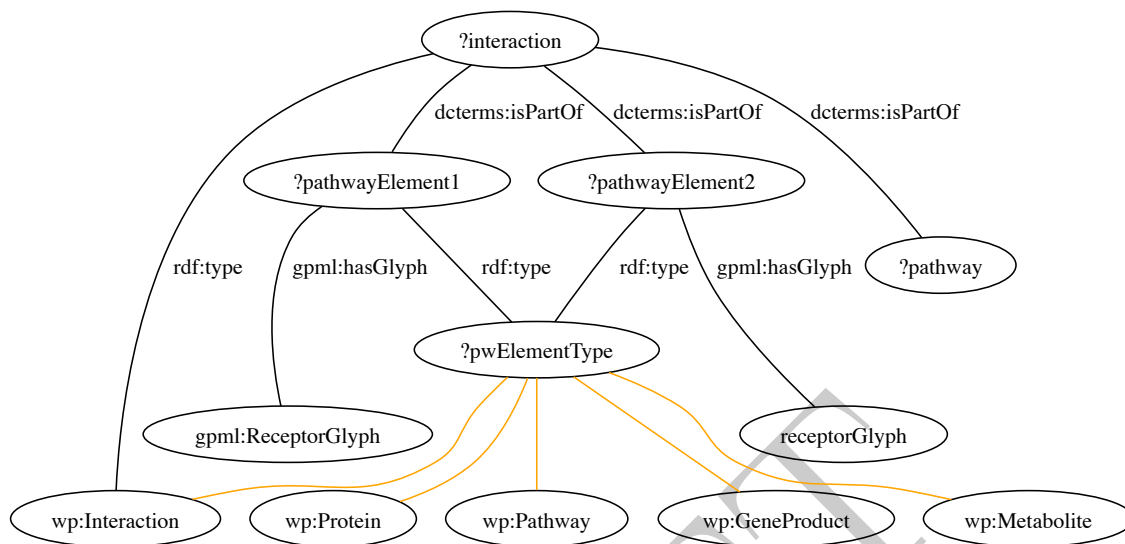 ?interaction
dcterms:isPartOf dcterms:isPartOf dcterms:isPartOf
?pathwayElement1 ?pathwayElement2
rdf:type gpml:hasGlyph rdf:type rdf:type gpml:hasGlyph ?pathway
?pwElementType
gpml:ReceptorGlyph receptorGlyph
wp:Interaction wp:Protein wp:Pathway wp:GeneProduct wp:Metabolite